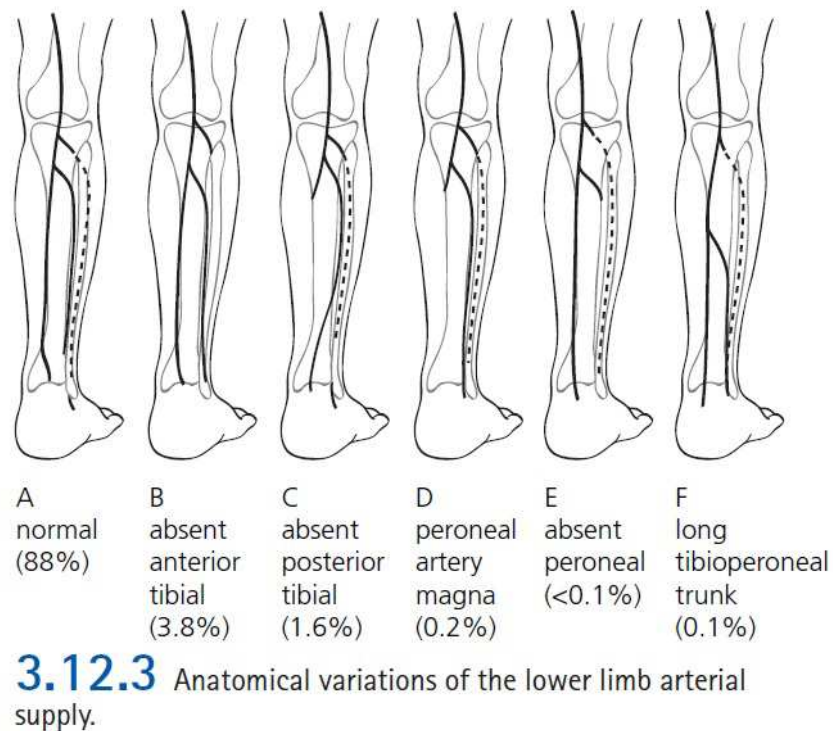 A
normal
(88%)
B
absent
anterior
tibial
(3.8%)
C
absent
posterior
tibial
(1.6%)
D
peroneal
artery
magna
(0.2%)
E
absent
peroneal
(<0.1%)
F
long
tibioperoneal
trunk
(0.1%)
3.12.3 Anatomical variations of the lower limb arterial
supply.